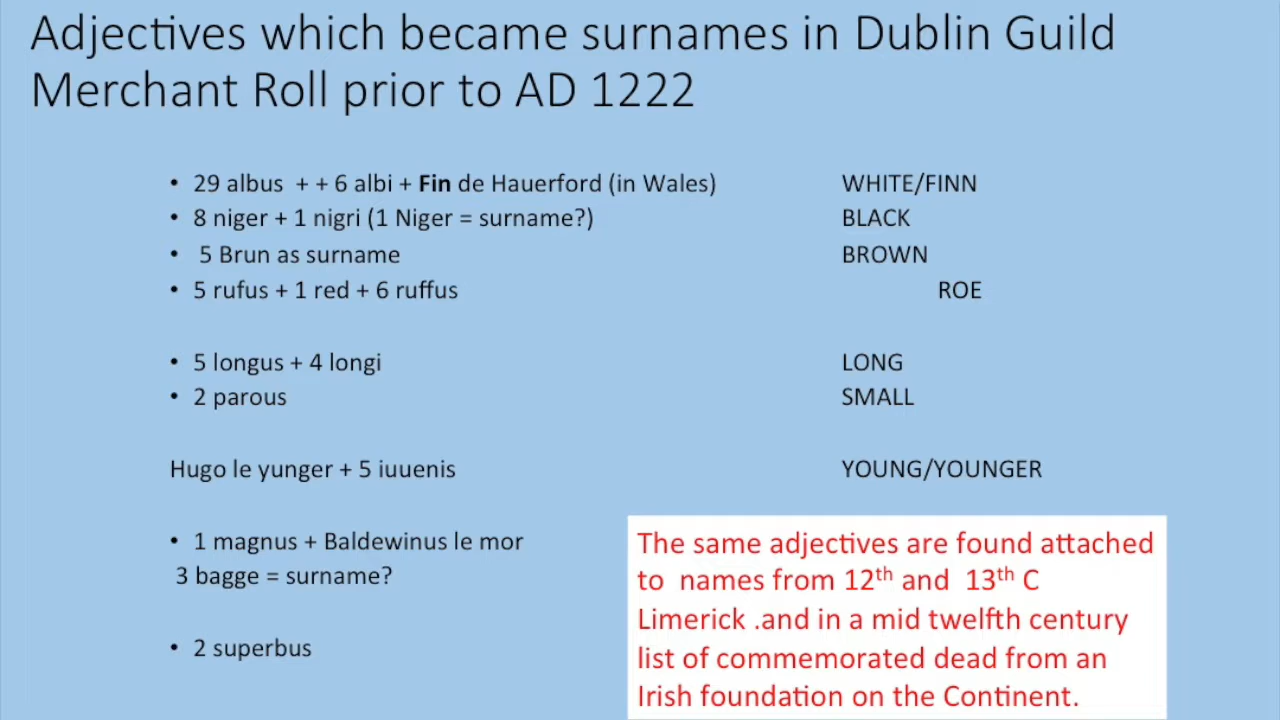 Adjectives which became surnames in Dublin Guild
Merchant Roll prior to AD 1222
• 29 albus + + 6 albi + Fin de Hauerford (in Wales) WHITE/FINN
• 8 niger + 1 nigri (1 Niger = surname?) BLACK
• 5 Brun as surname BROWN
• 5 rufus + 1 red + 6 ruffus ROE
• 5 longus + 4 longi LONG
• 2 parous SMALL
Hugo le yunger + 5 iuuenis YOUNG/YOUNGER
• 1 magnus + Baldewinus le mor
3 bagge = surname?
• 2 superbus
The same adjectives are found attached
to names from 12th and 13th C
Limerick .and in a mid twelfth century
list of commemorated dead from an
Irish foundation on the Continent.